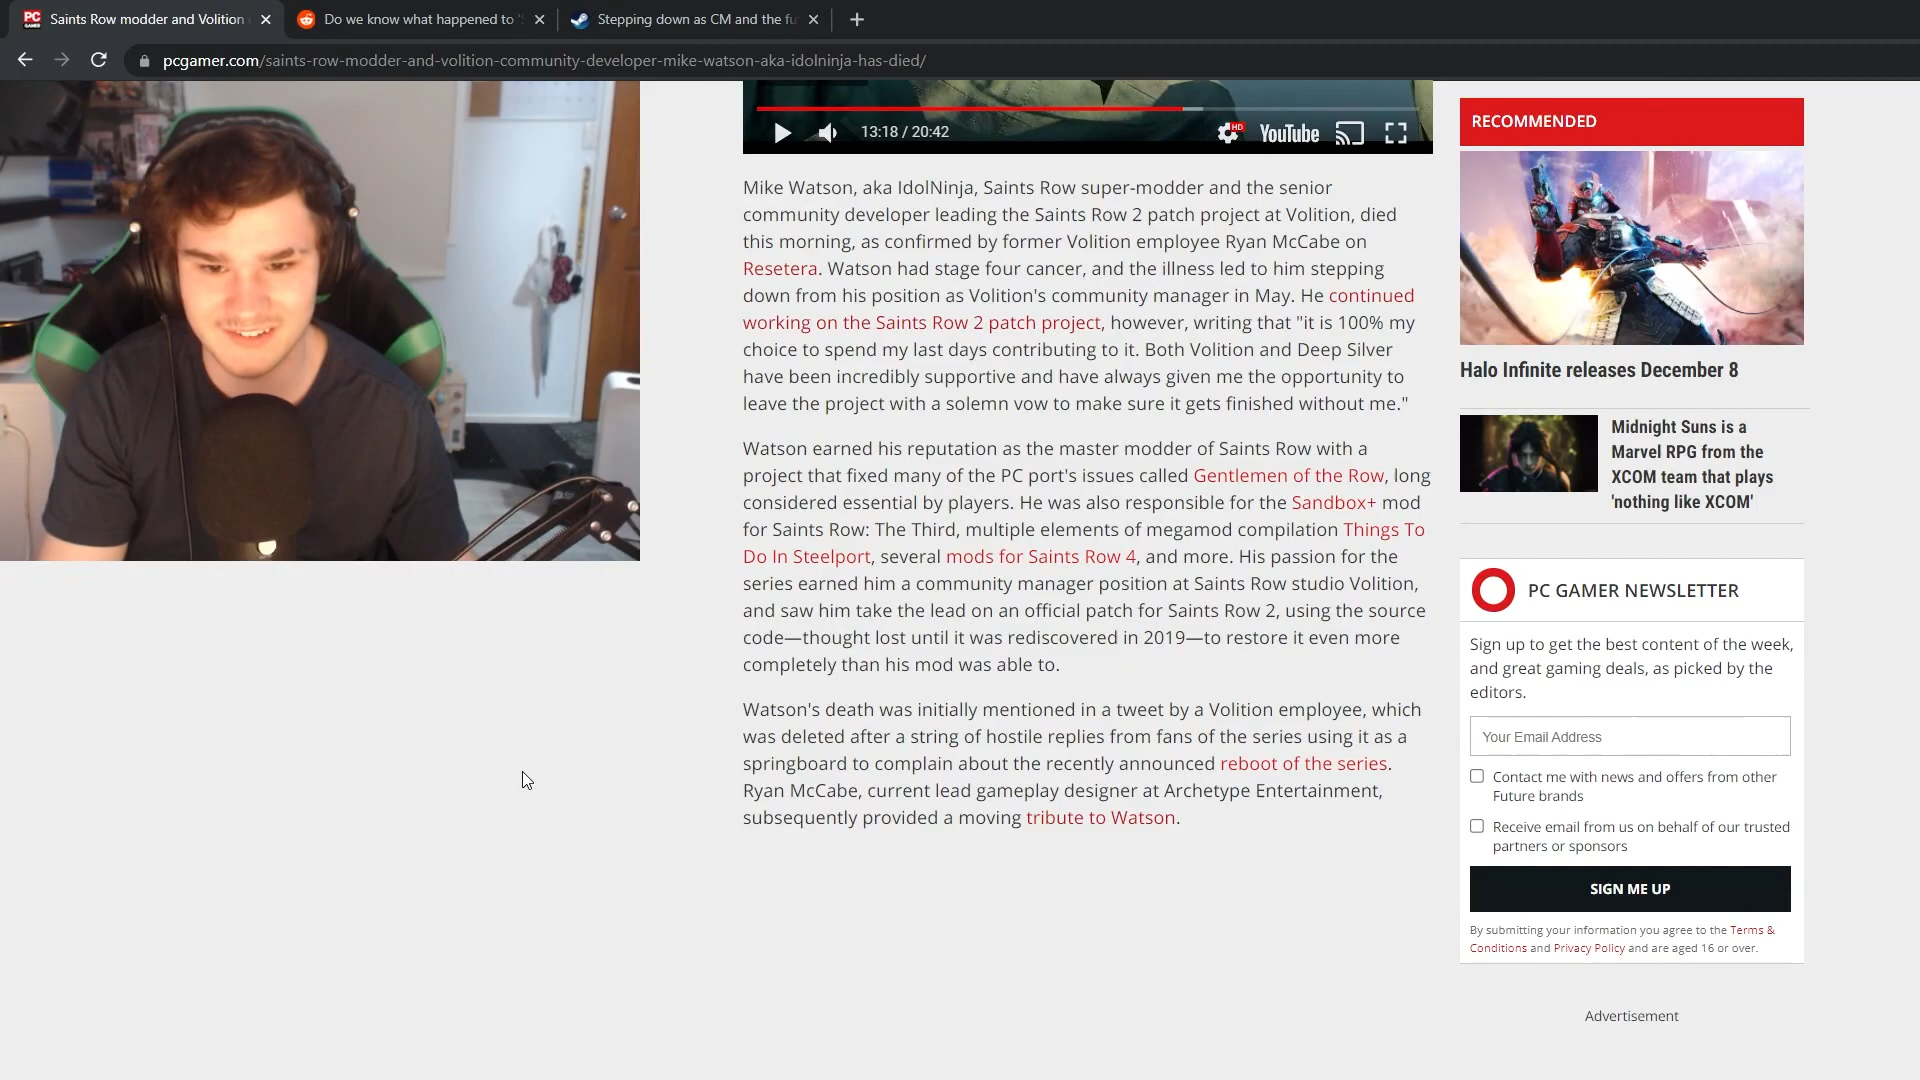 PC GAMER
Saints Row modder and Volition
Do we know what happened to 'S
Stepping down as CM and the fu
pcgamer.com/saints-row-modder-and-volition-community-developer-mike-watson-aka-idolninja-has-died/
13:18 / 20:42
HD
YouTube
Mike Watson, aka IdolNinja, Saints Row super-modder and the senior
community developer leading the Saints Row 2 patch project at Volition, died
this morning, as confirmed by former Volition employee Ryan McCabe on
Resetera. Watson had stage four cancer, and the illness led to him stepping
down from his position as Volition's community manager in May. He continued
working on the Saints Row 2 patch project, however, writing that "it is 100% my
choice to spend my last days contributing to it. Both Volition and Deep Silver
have been incredibly supportive and have always given me the opportunity to
leave the project with a solemn vow to make sure it gets finished without me."
Watson earned his reputation as the master modder of Saints Row with a
project that fixed many of the PC port's issues called Gentlemen of the Row, long
considered essential by players. He was also responsible for the Sandbox+ mod
for Saints Row: The Third, multiple elements of megamod compilation Things To
Do In Steelport, several mods for Saints Row 4, and more. His passion for the
series earned him a community manager position at Saints Row studio Volition,
and saw him take the lead on an official patch for Saints Row 2, using the source
code—thought lost until it was rediscovered in 2019—to restore it even more
completely than his mod was able to.
Watson's death was initially mentioned in a tweet by a Volition employee, which
was deleted after a string of hostile replies from fans of the series using it as a
springboard to complain about the recently announced reboot of the series.
Ryan McCabe, current lead gameplay designer at Archetype Entertainment,
subsequently provided a moving tribute to Watson.
RECOMMENDED
Halo Infinite releases December 8
Midnight Suns is a
Marvel RPG from the
XCOM team that plays
'nothing like XCOM'
PC GAMER NEWSLETTER
Sign up to get the best content of the week,
and great gaming deals, as picked by the
editors.
Your Email Address
Contact me with news and offers from other
Future brands
Receive email from us on behalf of our trusted
partners or sponsors
SIGN ME UP
By submitting your information you agree to the Terms &
Conditions and Privacy Policy and are aged 16 or over.
Advertisement